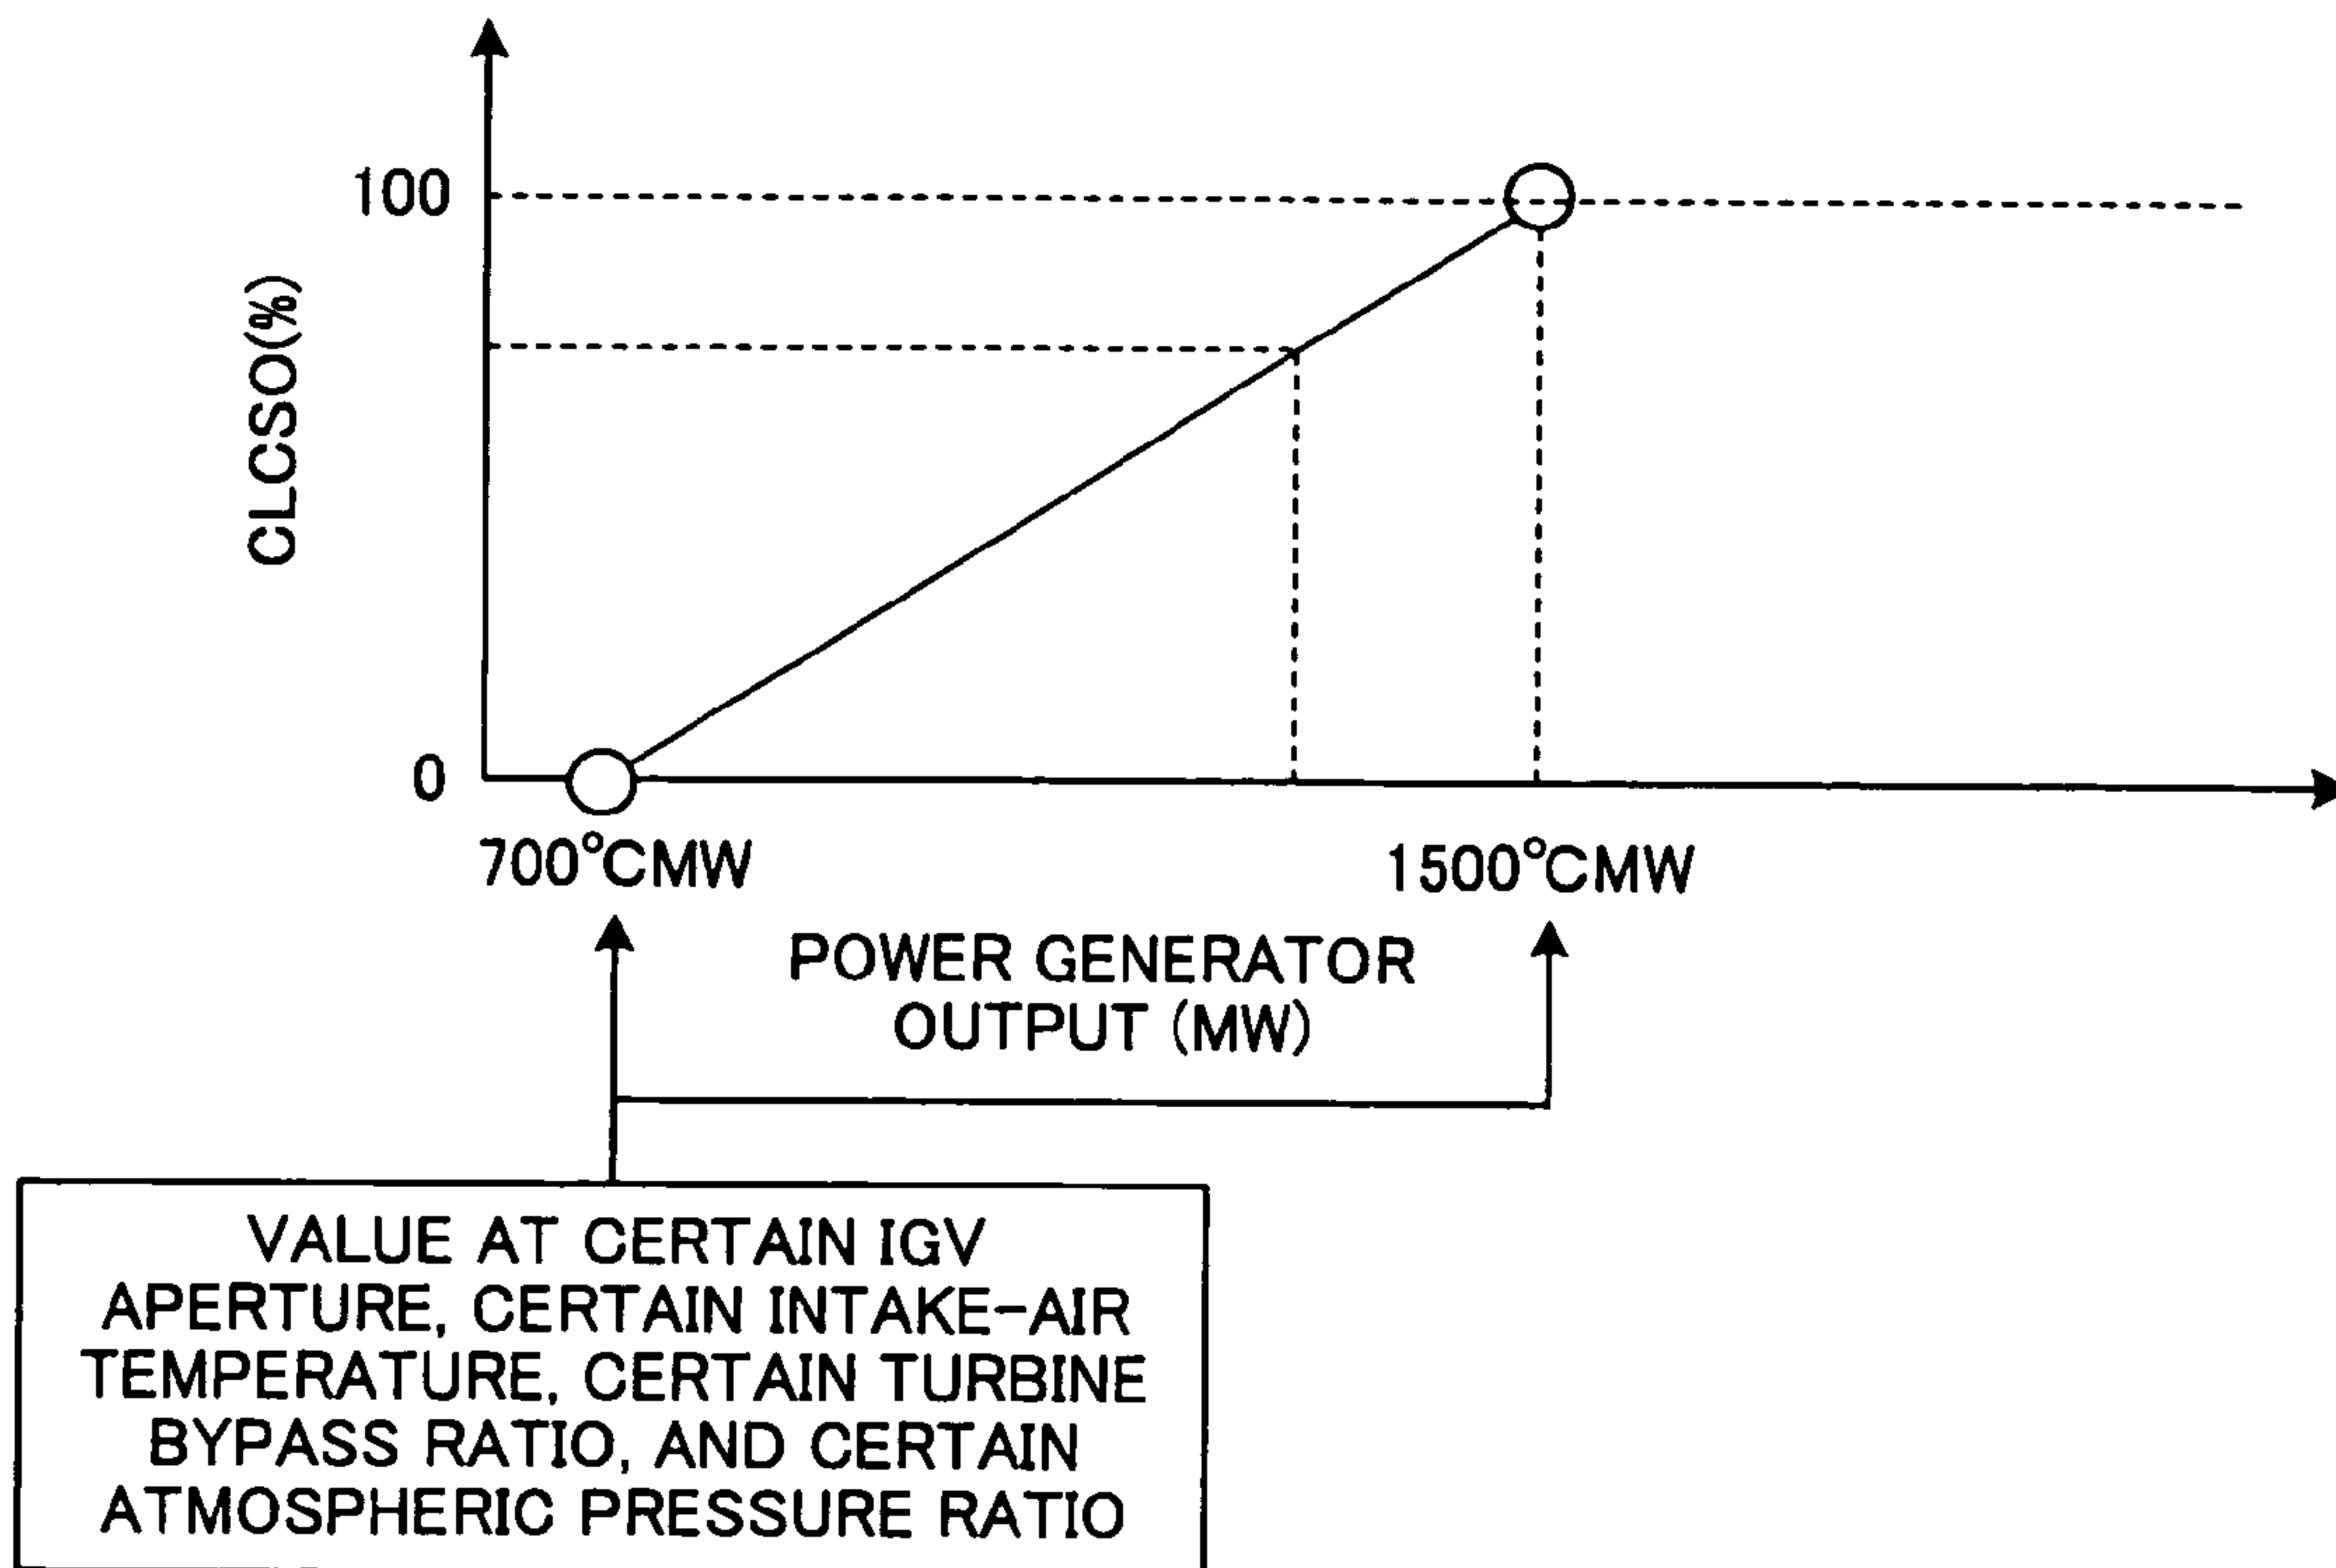 100
CLCSO(%)
0
700°CMW
1500°CMW
POWER GENERATOR
OUTPUT (MW)
VALUE AT CERTAIN IGV
APERTURE, CERTAIN INTAKE-AIR
TEMPERATURE, CERTAIN TURBINE
BYPASS RATIO, AND CERTAIN
ATMOSPHERIC PRESSURE RATIO